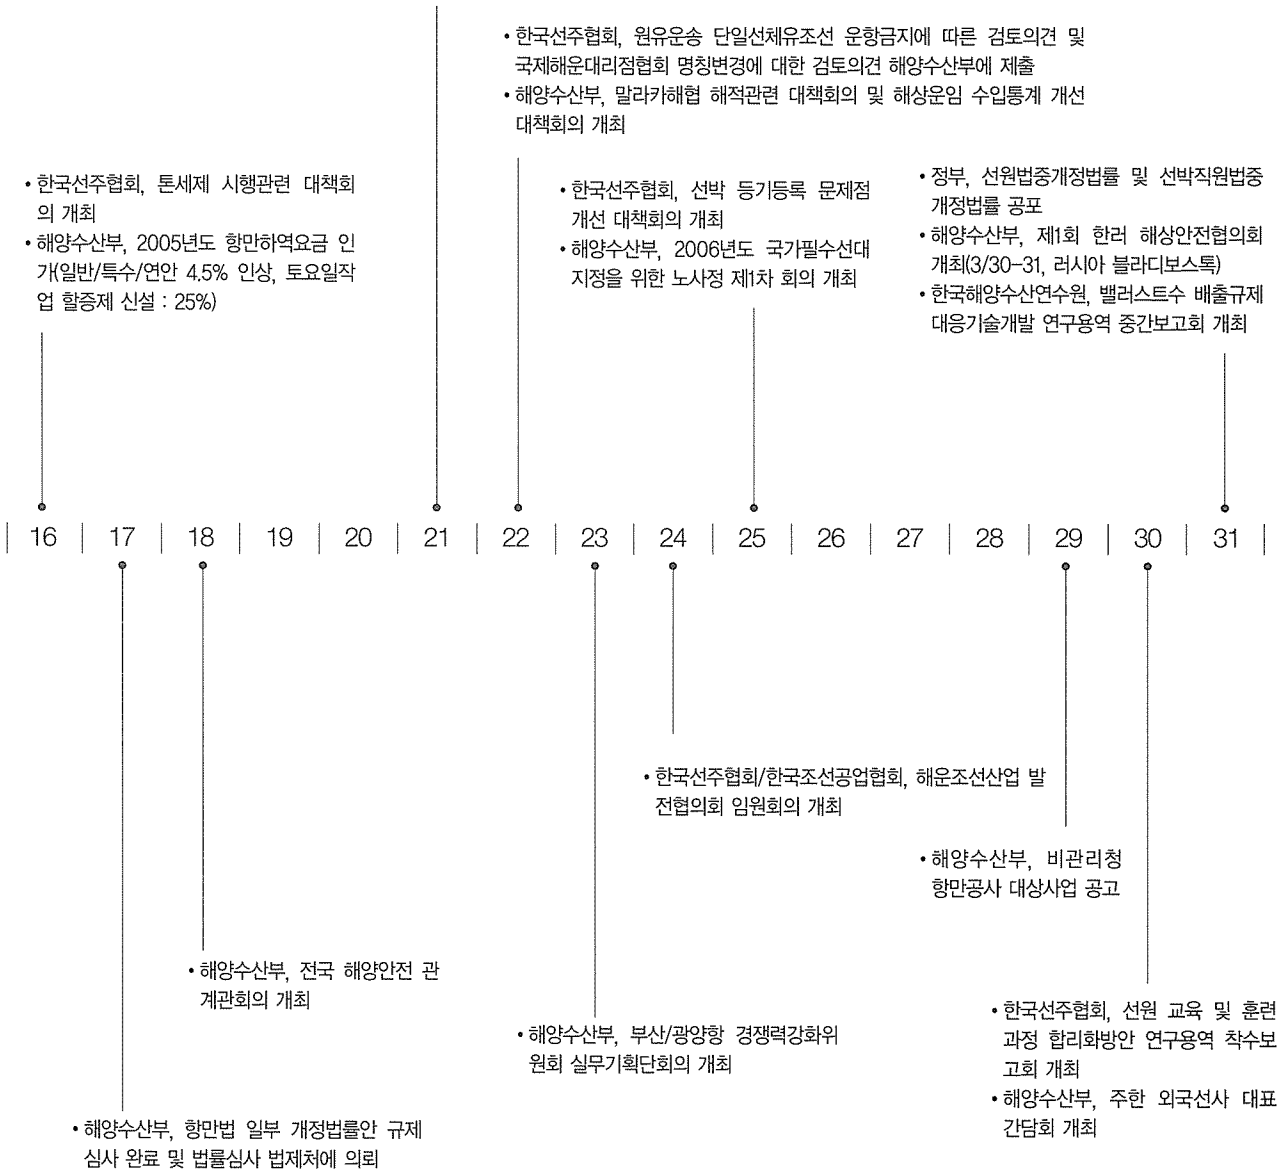 • 한국선주협회, 원유운송 단일선체유조선 운항금지에 따른 검토의견 및
국제해운대리점협회 명칭변경에 대한 검토의견 해양수산부에 제출
• 해양수산부, 말라카해협 해적관련 대책회의 및 해상운임 수입통계 개선
대책회의 개최
• 한국선주협회, 톤세제 시행관련 대책회
의 개최
• 해양수산부, 2005년도 항만하역요금 인
가(일반/특수/연안 4.5% 인상, 토요일작
업 할증제 신설 : 25%)
• 한국선주협회, 선박 등기등록 문제점
개선 대책회의 개최
• 해양수산부, 2006년도 국가필수선대
지정을 위한 노사정 제1차 회의 개최
• 정부, 선원법중개정법률 및 선박직원법중
개정법률 공포
• 해양수산부, 제1회 한러 해상안전협의회
개최(3/30-31, 러시아 블라디보스톡)
• 한국해양수산연수원, 밸러스트수 배출규제
대응기술개발 연구용역 중간보고회 개최
16 17 18 19 20 21 22 23 24 25 26 27 28 29 30 31
• 한국선주협회/한국조선공업협회, 해운조선산업 발
전협의회 임원회의 개최
• 해양수산부, 비관리청
항만공사 대상사업 공고
• 해양수산부, 전국 해양안전 관
계관회의 개최
• 한국선주협회, 선원 교육 및 훈련
과정 합리화방안 연구용역 착수보
고회 개최
• 해양수산부, 주한 외국선사 대표
간담회 개최
• 해양수산부, 부산/광양항 경쟁력강화위
원회 실무기획단회의 개최
• 해양수산부, 항만법 일부 개정법률안 규제
심사 완료 및 법률심사 법제처에 의뢰